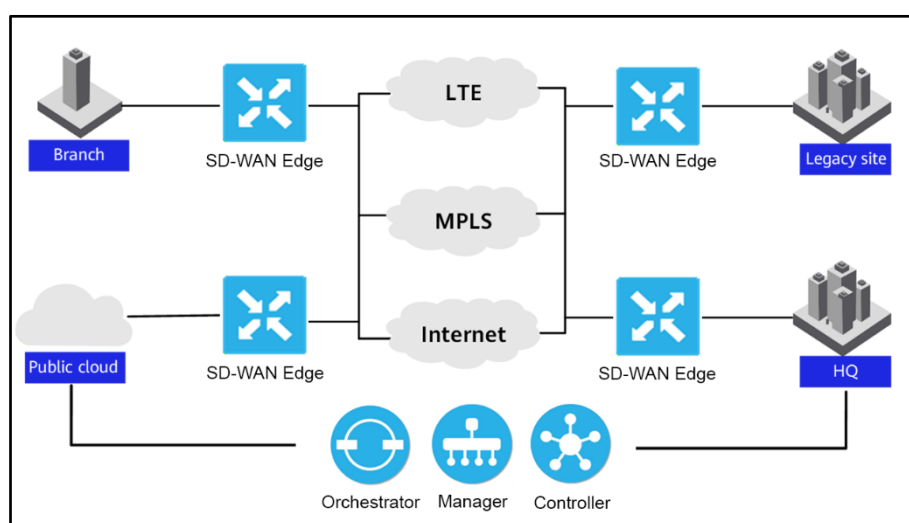 LTE
Branch
SD-WAN Edge
SD-WAN Edge
Legacy site
MPLS
Internet
Public cloud
SD-WAN Edge
SD-WAN Edge
HQ
Orchestrator
Manager
Controller